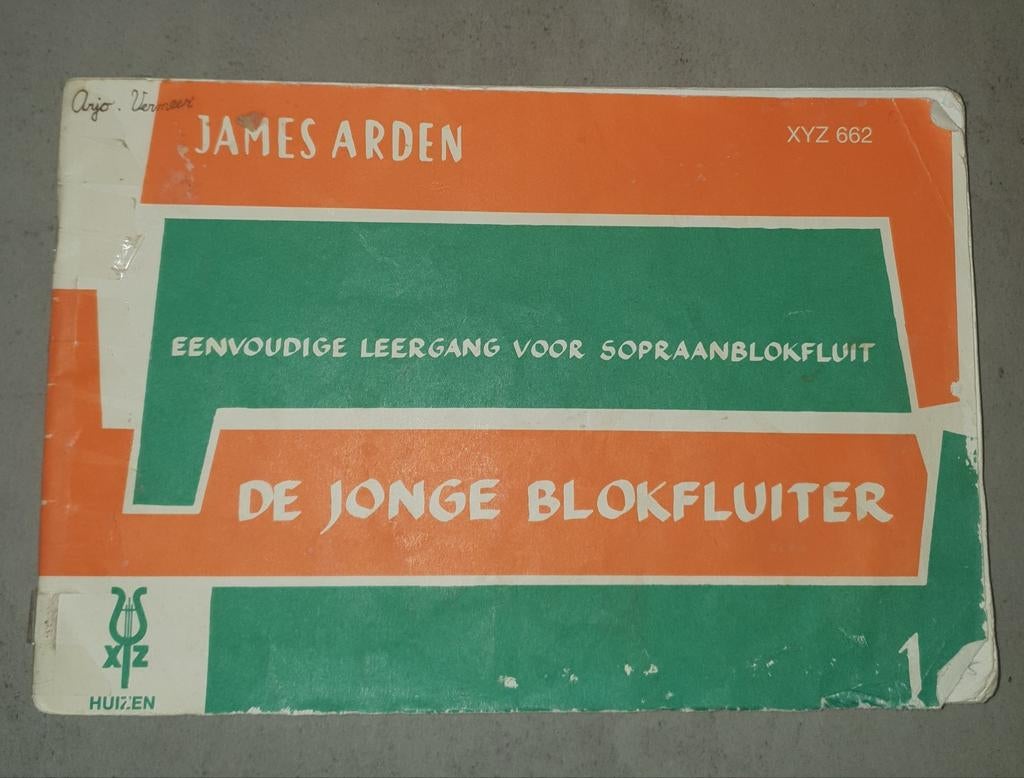 Arjo. Vermeer
JAMES ARDEN
XYZ 662
EENVOUDIGE LEERGANG VOOR SOPRAANBLOKFLUIT
DE JONGE BLOKFLUITER
XYZ
HUIZEN
1